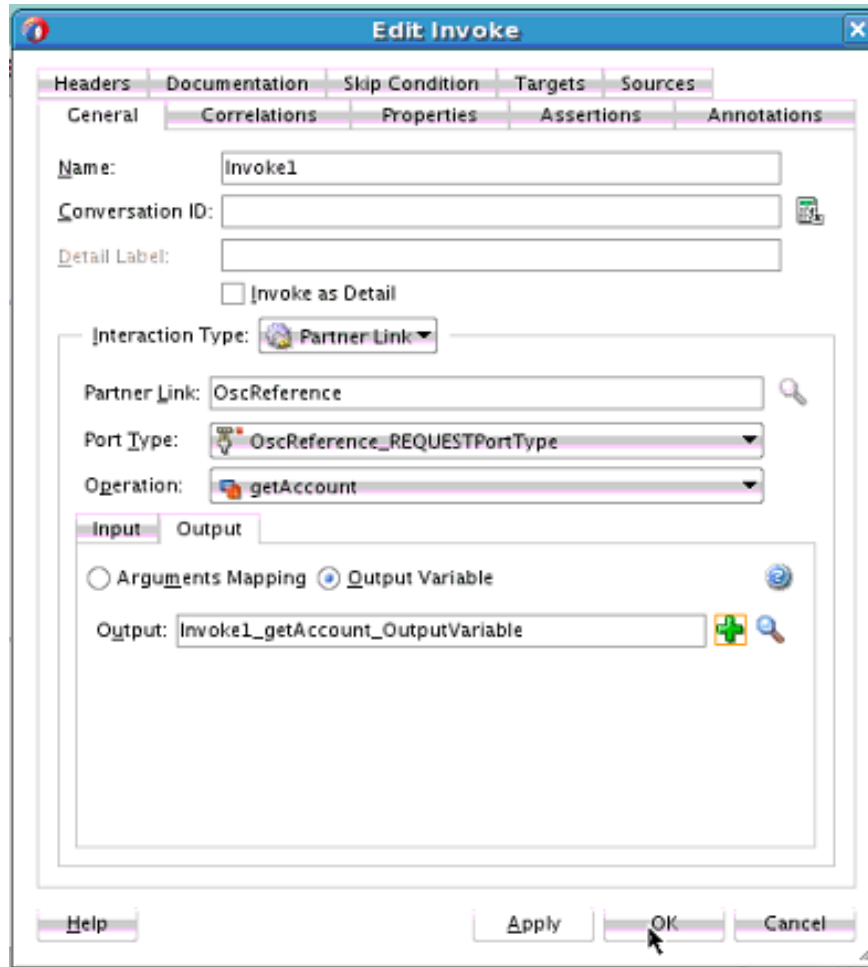 Edit Invoke
Headers Documentation Skip Condition Targets Sources
General Correlations Properties Assertions Annotations
Name: Invoke1
Conversation ID:
Detail Label:
Invoke as Detail
Interaction Type: Partner Link
Partner Link: OscReference
Port Type: OscReference_REQUESTPortType
Operation: getAccount
Input Output
Arguments Mapping Output Variable
Output: Invoke1_getAccount_OutputVariable
Help Apply OK Cancel